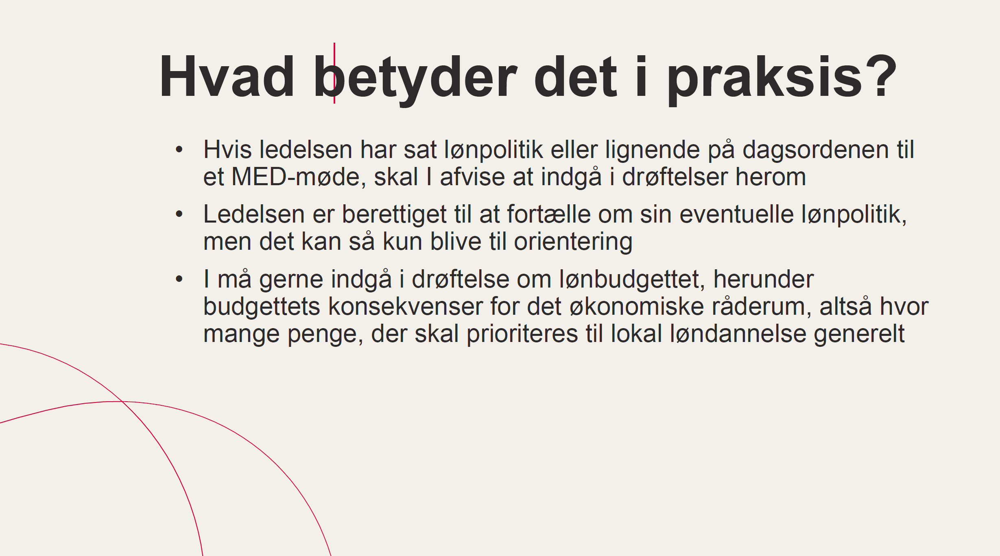 Hvad betyder det i praksis?
• Hvis ledelsen har sat lønpolitik eller lignende på dagsordenen til
et MED-møde, skal I afvise at indgå i drøftelser herom
• Ledelsen er berettiget til at fortælle om sin eventuelle lønpolitik,
men det kan så kun blive til orientering
• I må gerne indgå i drøftelse om lønbudgettet, herunder
budgettets konsekvenser for det økonomiske råderum, altså hvor
mange penge, der skal prioriteres til lokal løndannelse generelt